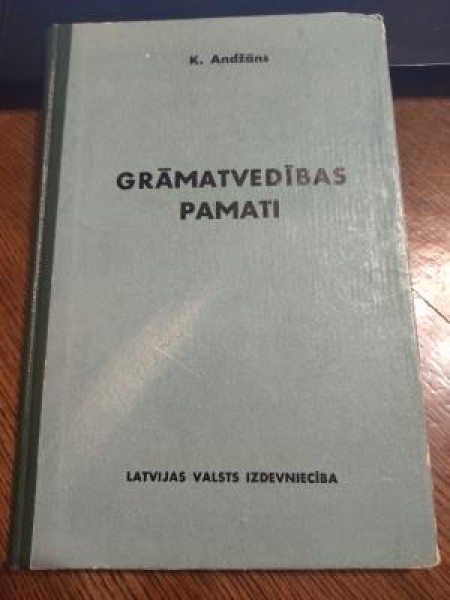 K. Andžāns
GRĀMATVEDĪBAS
PAMATI
LATVIJAS VALSTS IZDEVNIECĪBA